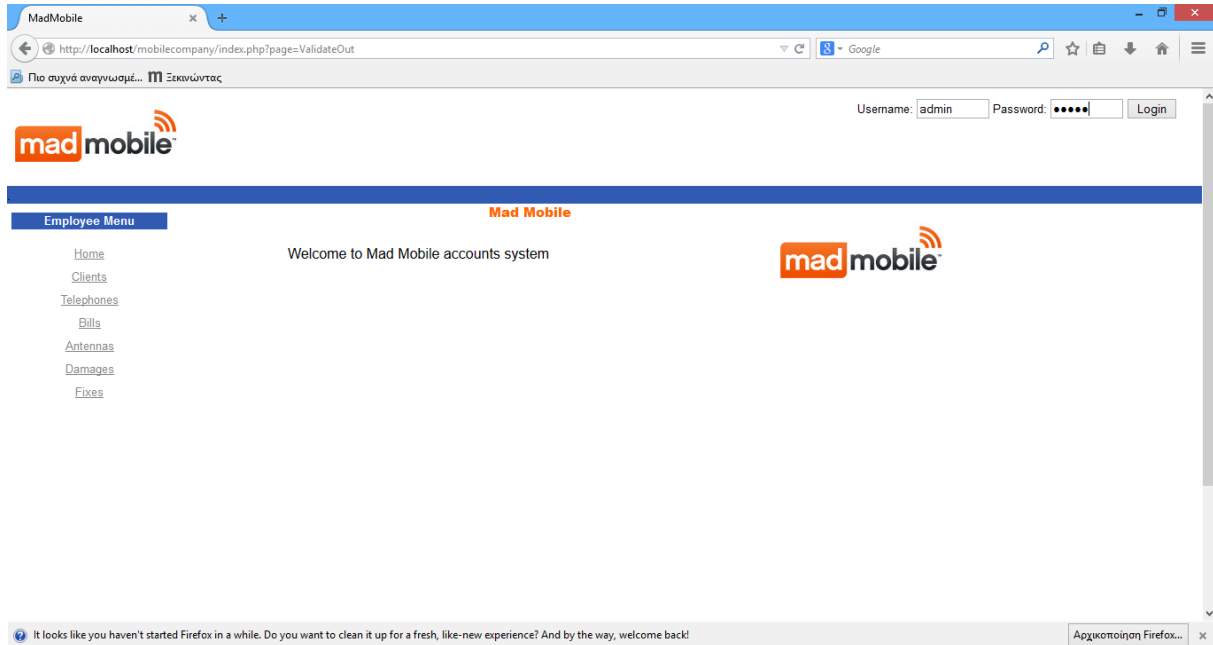 MadMobile
http://localhost/mobilecompany/index.php?page=ValidateOut
Google
Πιο συχνά αναγνωσμέ... Ξεκινώντας
Username: admin Password: ●●●●● Login
mad mobile
Employee Menu
Mad Mobile
Home
Clients
Telephones
Bills
Antennas
Damages
Fixes
Welcome to Mad Mobile accounts system
mad mobile
It looks like you haven't started Firefox in a while. Do you want to clean it up for a fresh, like-new experience? And by the way, welcome back! Αρχικοποίηση Firefox...